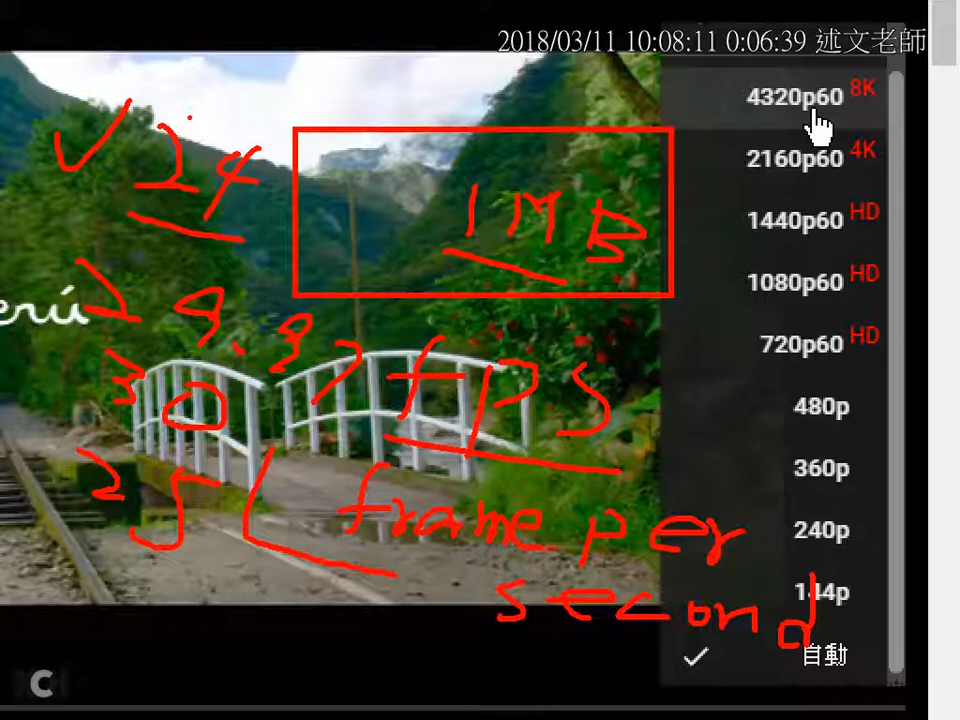 2018/03/11 10:08:11 0:06:39 述文老師
4320p60 8K
2160p60 4K
1440p60 HD
1080p60 HD
720p60 HD
480p
360p
240p
144p
自動
✓ 24
1MB
erú
29.97 fps
30
25
frame per
second